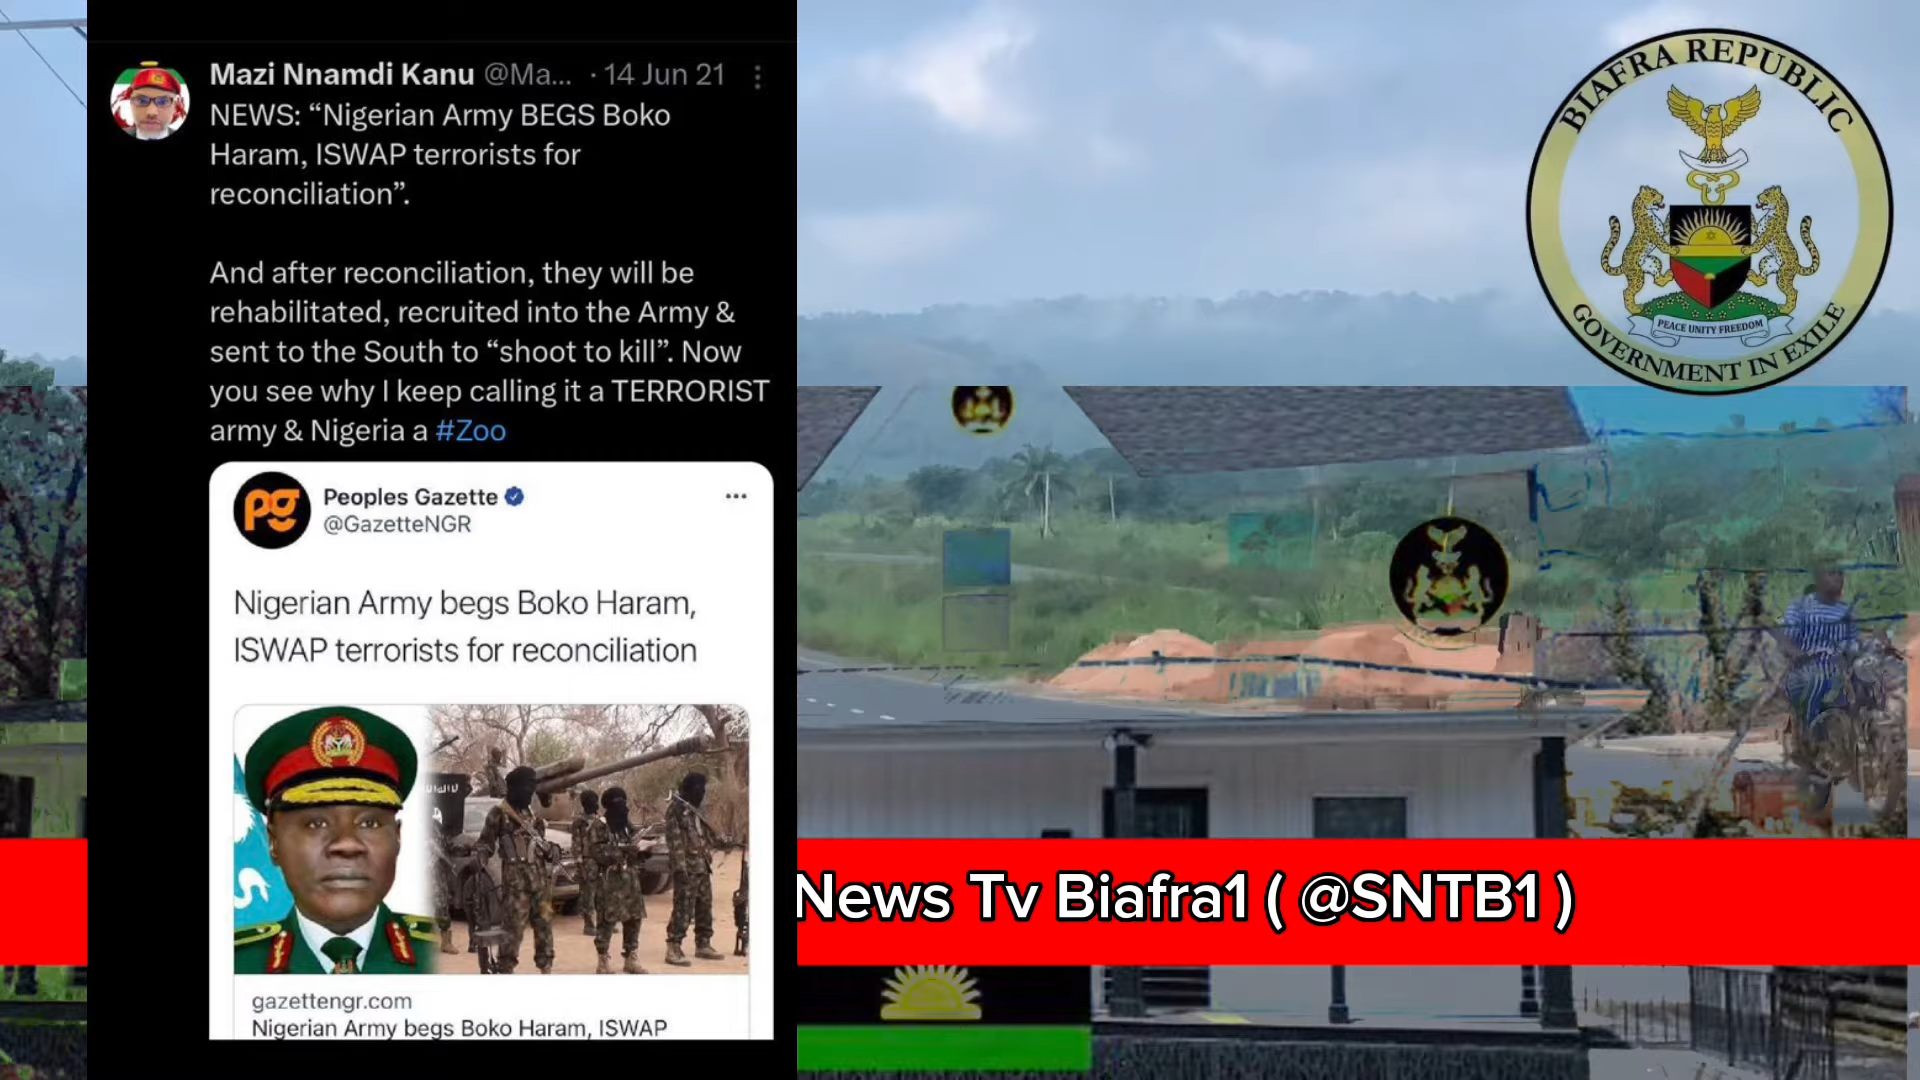 Mazi Nnamdi Kanu @Ma... · 14 Jun 21
NEWS: “Nigerian Army BEGS Boko
Haram, ISWAP terrorists for
reconciliation”.
And after reconciliation, they will be
rehabilitated, recruited into the Army &
sent to the South to “shoot to kill”. Now
you see why I keep calling it a TERRORIST
army & Nigeria a #Zoo
pg
Peoples Gazette
@GazetteNGR
Nigerian Army begs Boko Haram,
ISWAP terrorists for reconciliation
gazettengr.com
Nigerian Army begs Boko Haram, ISWAP
BIAFRA REPUBLIC
PEACE UNITY FREEDOM
GOVERNMENT IN EXILE
News Tv Biafra1 ( @SNTB1 )